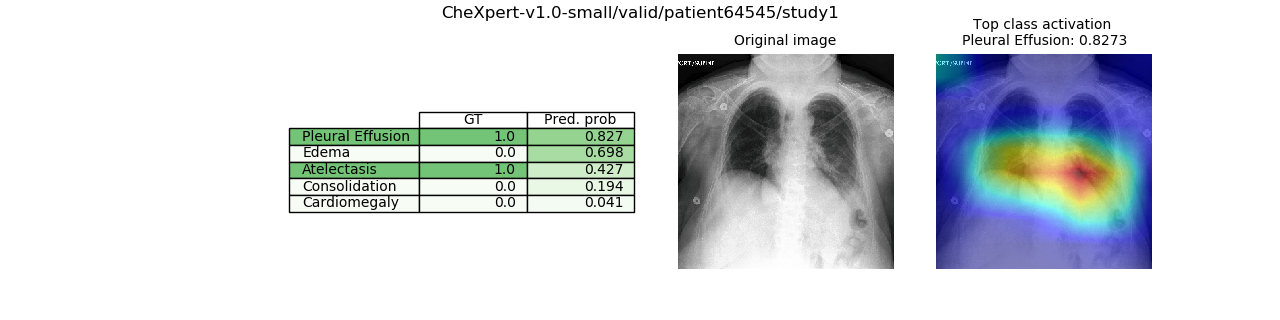 CheXpert-v1.0-small/valid/patient64545/study1
GT Pred. prob
Pleural Effusion 1.0 0.827
Edema 0.0 0.698
Atelectasis 1.0 0.427
Consolidation 0.0 0.194
Cardiomegaly 0.0 0.041
Original image
Top class activation
Pleural Effusion: 0.8273